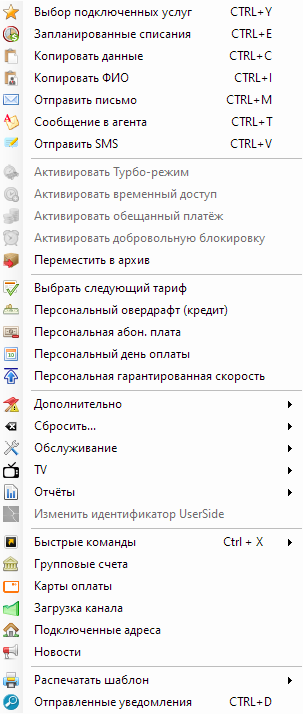 Выбор подключенных услуг CTRL+Y
Запланированные списания CTRL+E
Копировать данные CTRL+C
Копировать ФИО CTRL+I
Отправить письмо CTRL+M
Сообщение в агента CTRL+T
Отправить SMS CTRL+V
Активировать Турбо-режим
Активировать временный доступ
Активировать обещанный платёж
Активировать добровольную блокировку
Переместить в архив
Выбрать следующий тариф
Персональный овердрафт (кредит)
Персональная абон. плата
Персональный день оплаты
Персональная гарантированная скорость
Дополнительно
Сбросить...
Обслуживание
TV
Отчёты
Изменить идентификатор UserSide
Быстрые команды Ctrl + X
Групповые счета
Карты оплаты
Загрузка канала
Подключенные адреса
Новости
Распечатать шаблон
Отправленные уведомления CTRL+D